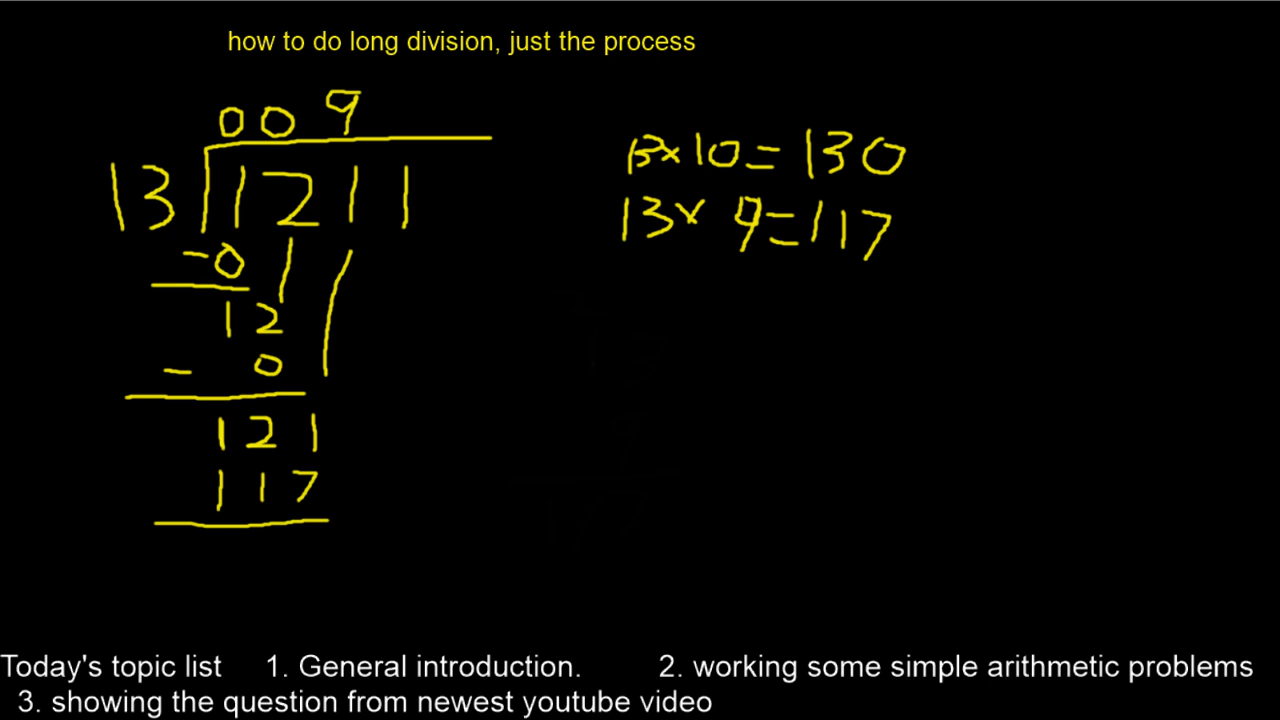 how to do long division, just the process
009
13 1211
-0
12
- 0
121
117
13x10=130
13x 9=117
Today's topic list 1. General introduction. 2. working some simple arithmetic problems
3. showing the question from newest youtube video